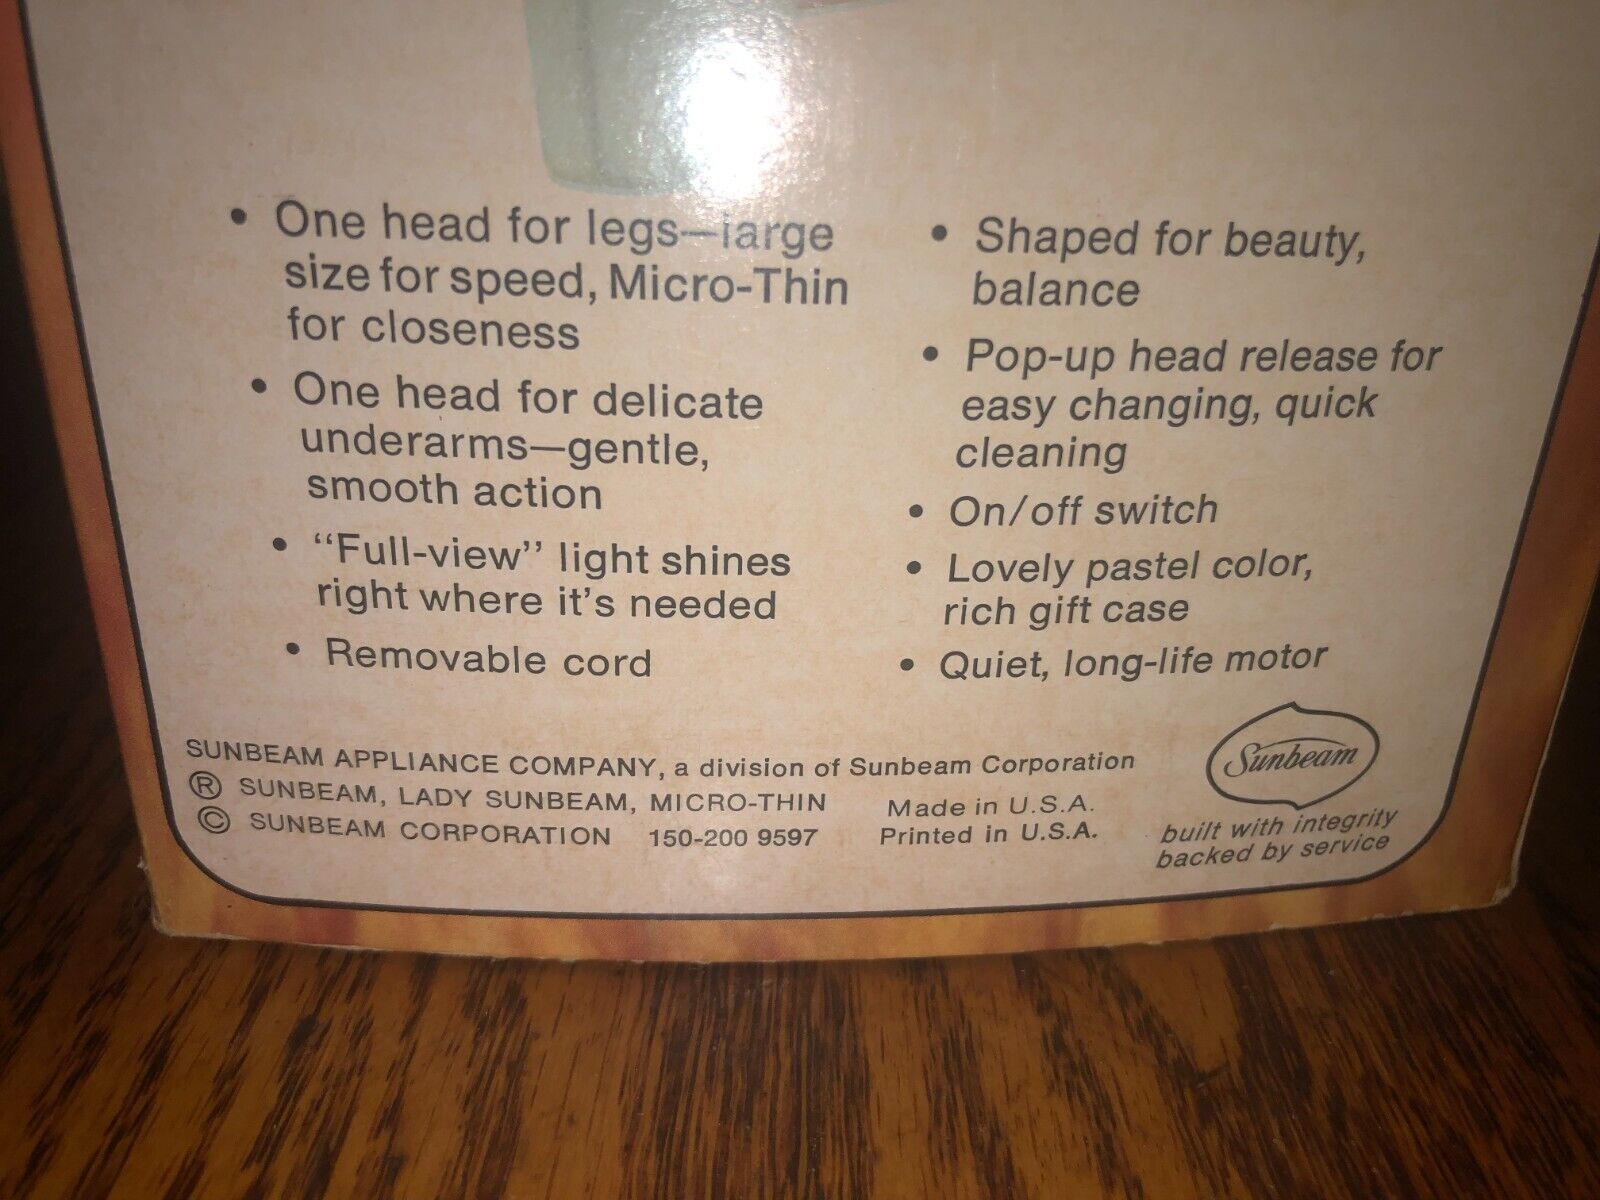 • One head for legs—large
size for speed, Micro-Thin
for closeness
• One head for delicate
underarms—gentle,
smooth action
• “Full-view” light shines
right where it's needed
• Removable cord
• Shaped for beauty,
balance
• Pop-up head release for
easy changing, quick
cleaning
• On/off switch
• Lovely pastel color,
rich gift case
• Quiet, long-life motor
SUNBEAM APPLIANCE COMPANY, a division of Sunbeam Corporation
® SUNBEAM, LADY SUNBEAM, MICRO-THIN Made in U.S.A.
© SUNBEAM CORPORATION 150-200 9597 Printed in U.S.A.
Sunbeam
built with integrity
backed by service